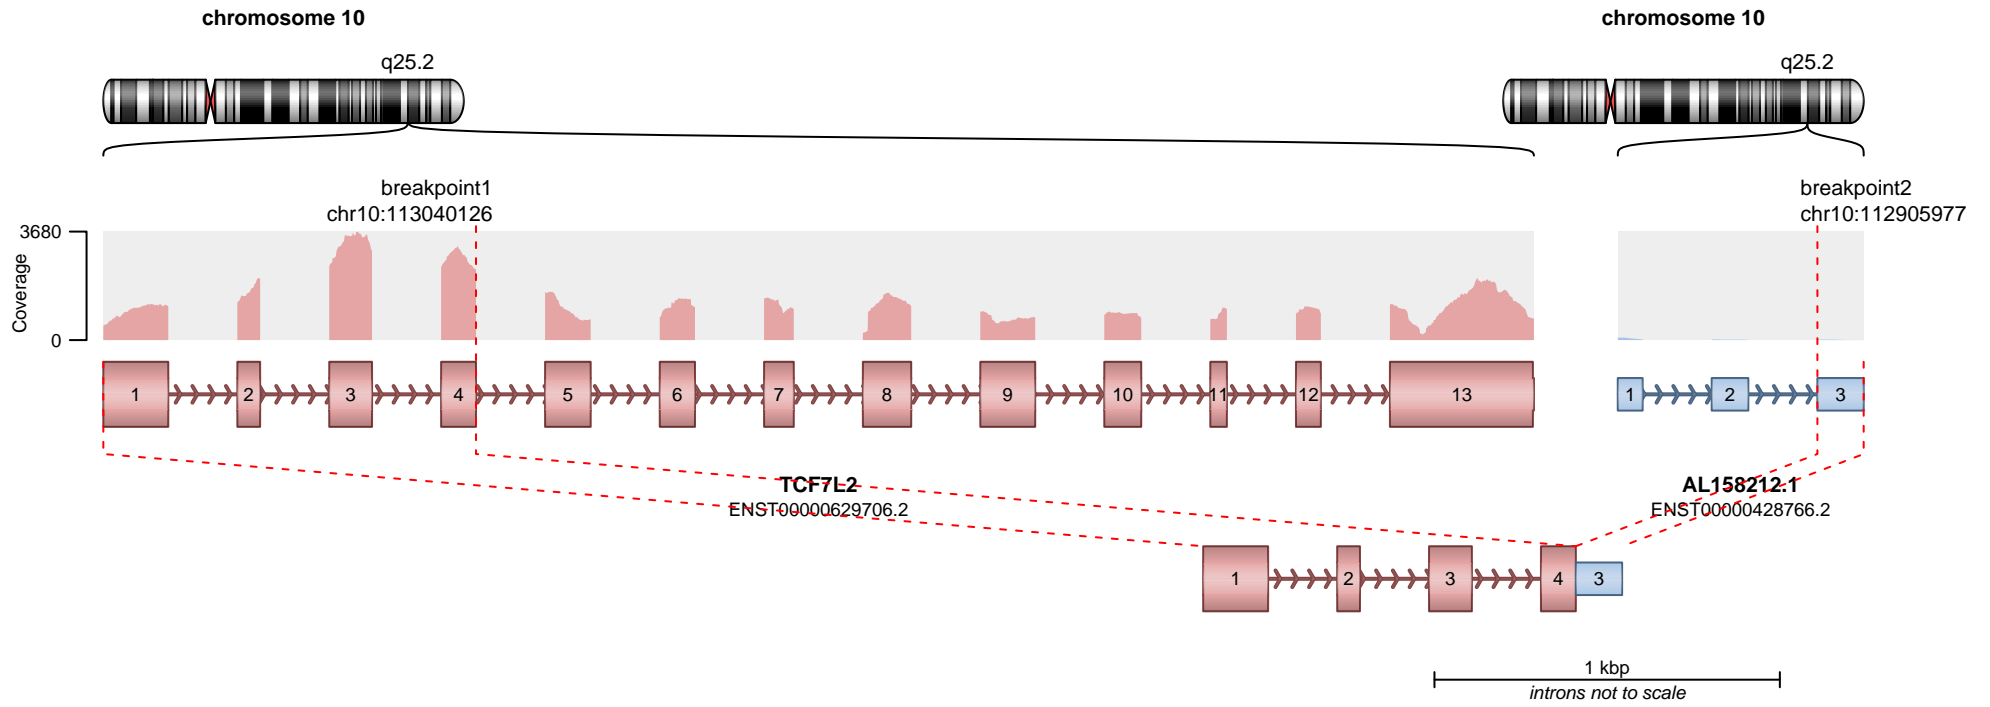 chromosome 10
chromosome 10
q25.2
q25.2
breakpoint1
chr10:113040126
breakpoint2
chr10:112905977
3680
Coverage
0
1 2 3 4 5 6 7 8 9 10 11 12 13
1 2 3
TCF7L2
ENST00000629706.2
AL158212.1
ENST00000428766.2
1 2 3 4 3
1 kbp
introns not to scale